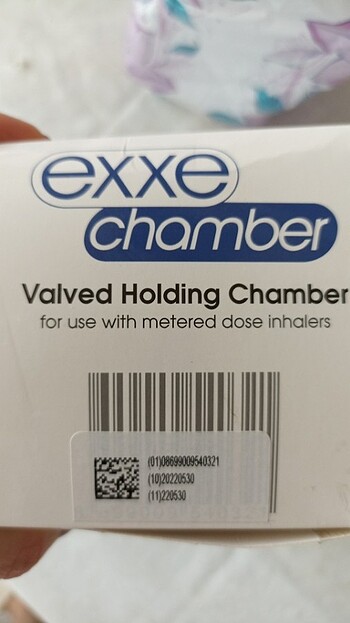 exxe
chamber
Valved Holding Chamber
for use with metered dose inhalers
(01)08699009540321
(10)20220530
(11)220530